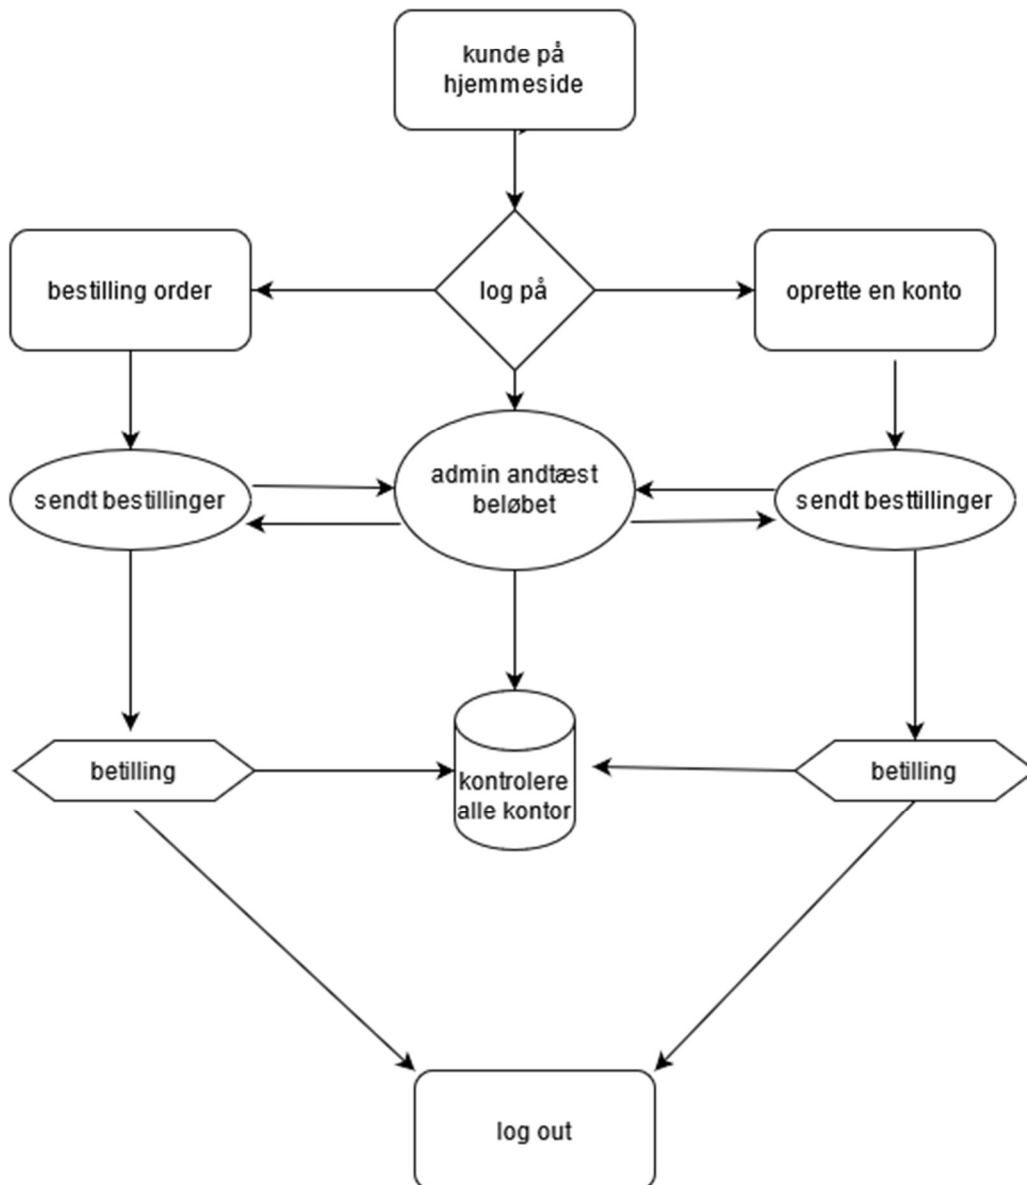 kunde på
hjemmeside
bestilling order
log på
oprette en konto
sendt bestillinger
admin andtæst
beløbet
sendt besttillinger
betilling
kontrolere
alle kontor
betilling
log out